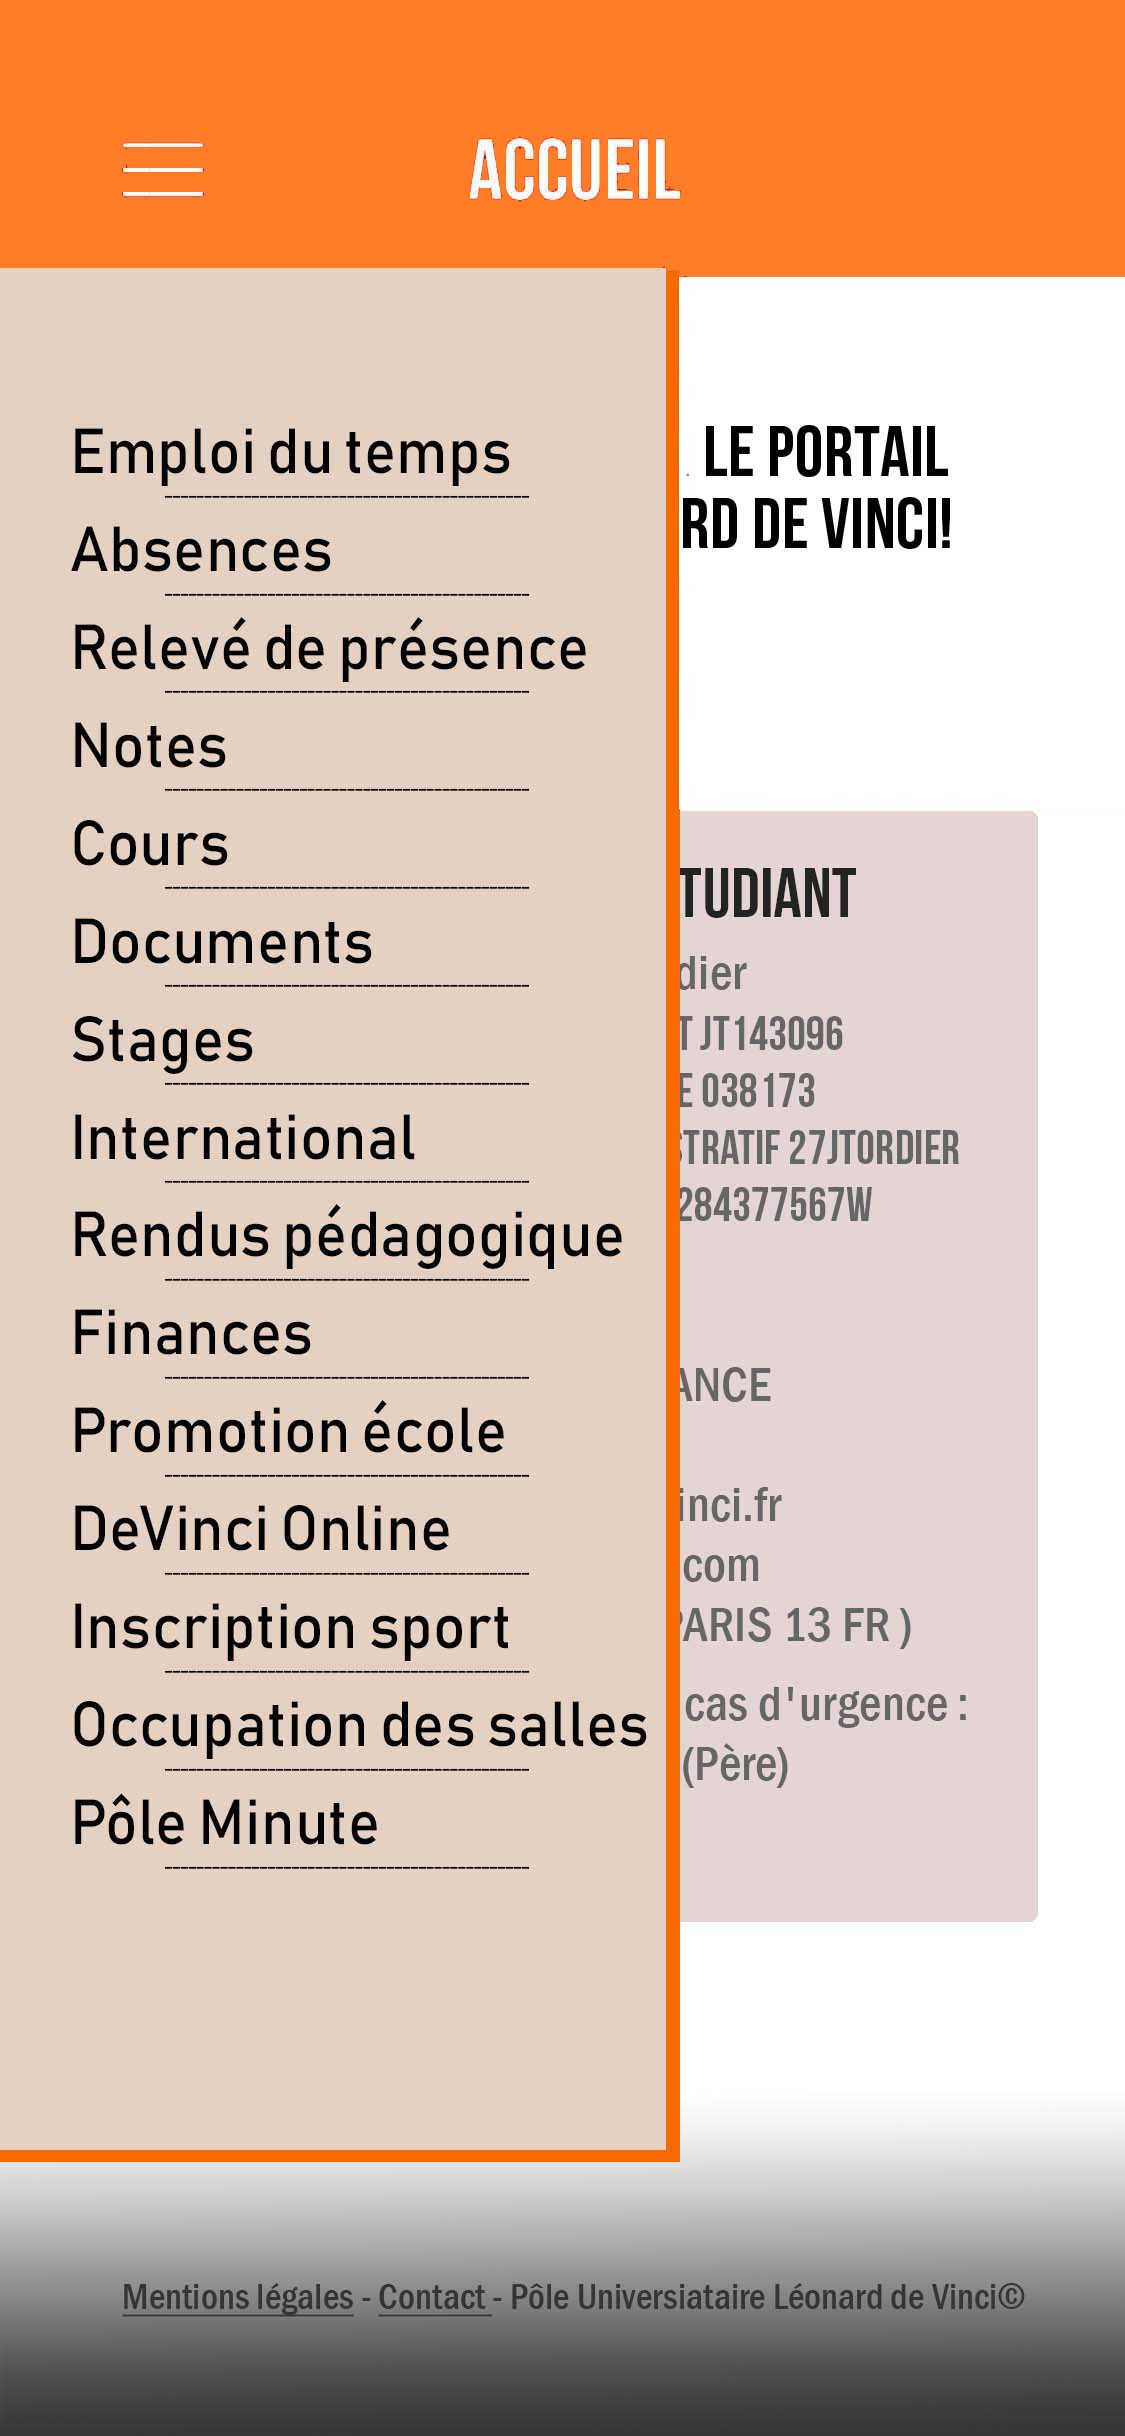 ACCUEIL
Emploi du temps
Absences
Relevé de présence
Notes
Cours
Documents
Stages
International
Rendus pédagogique
Finances
Promotion école
DeVinci Online
Inscription sport
Occupation des salles
Pôle Minute
LE PORTAIL
RD DE VINCI!
TUDIANT
dier
T JT143096
E 038173
STRATIF 27JTORDIER
284377567W
ANCE
inci.fr
.com
PARIS 13 FR )
cas d'urgence :
(Père)
Mentions légales - Contact - Pôle Universiataire Léonard de Vinci©